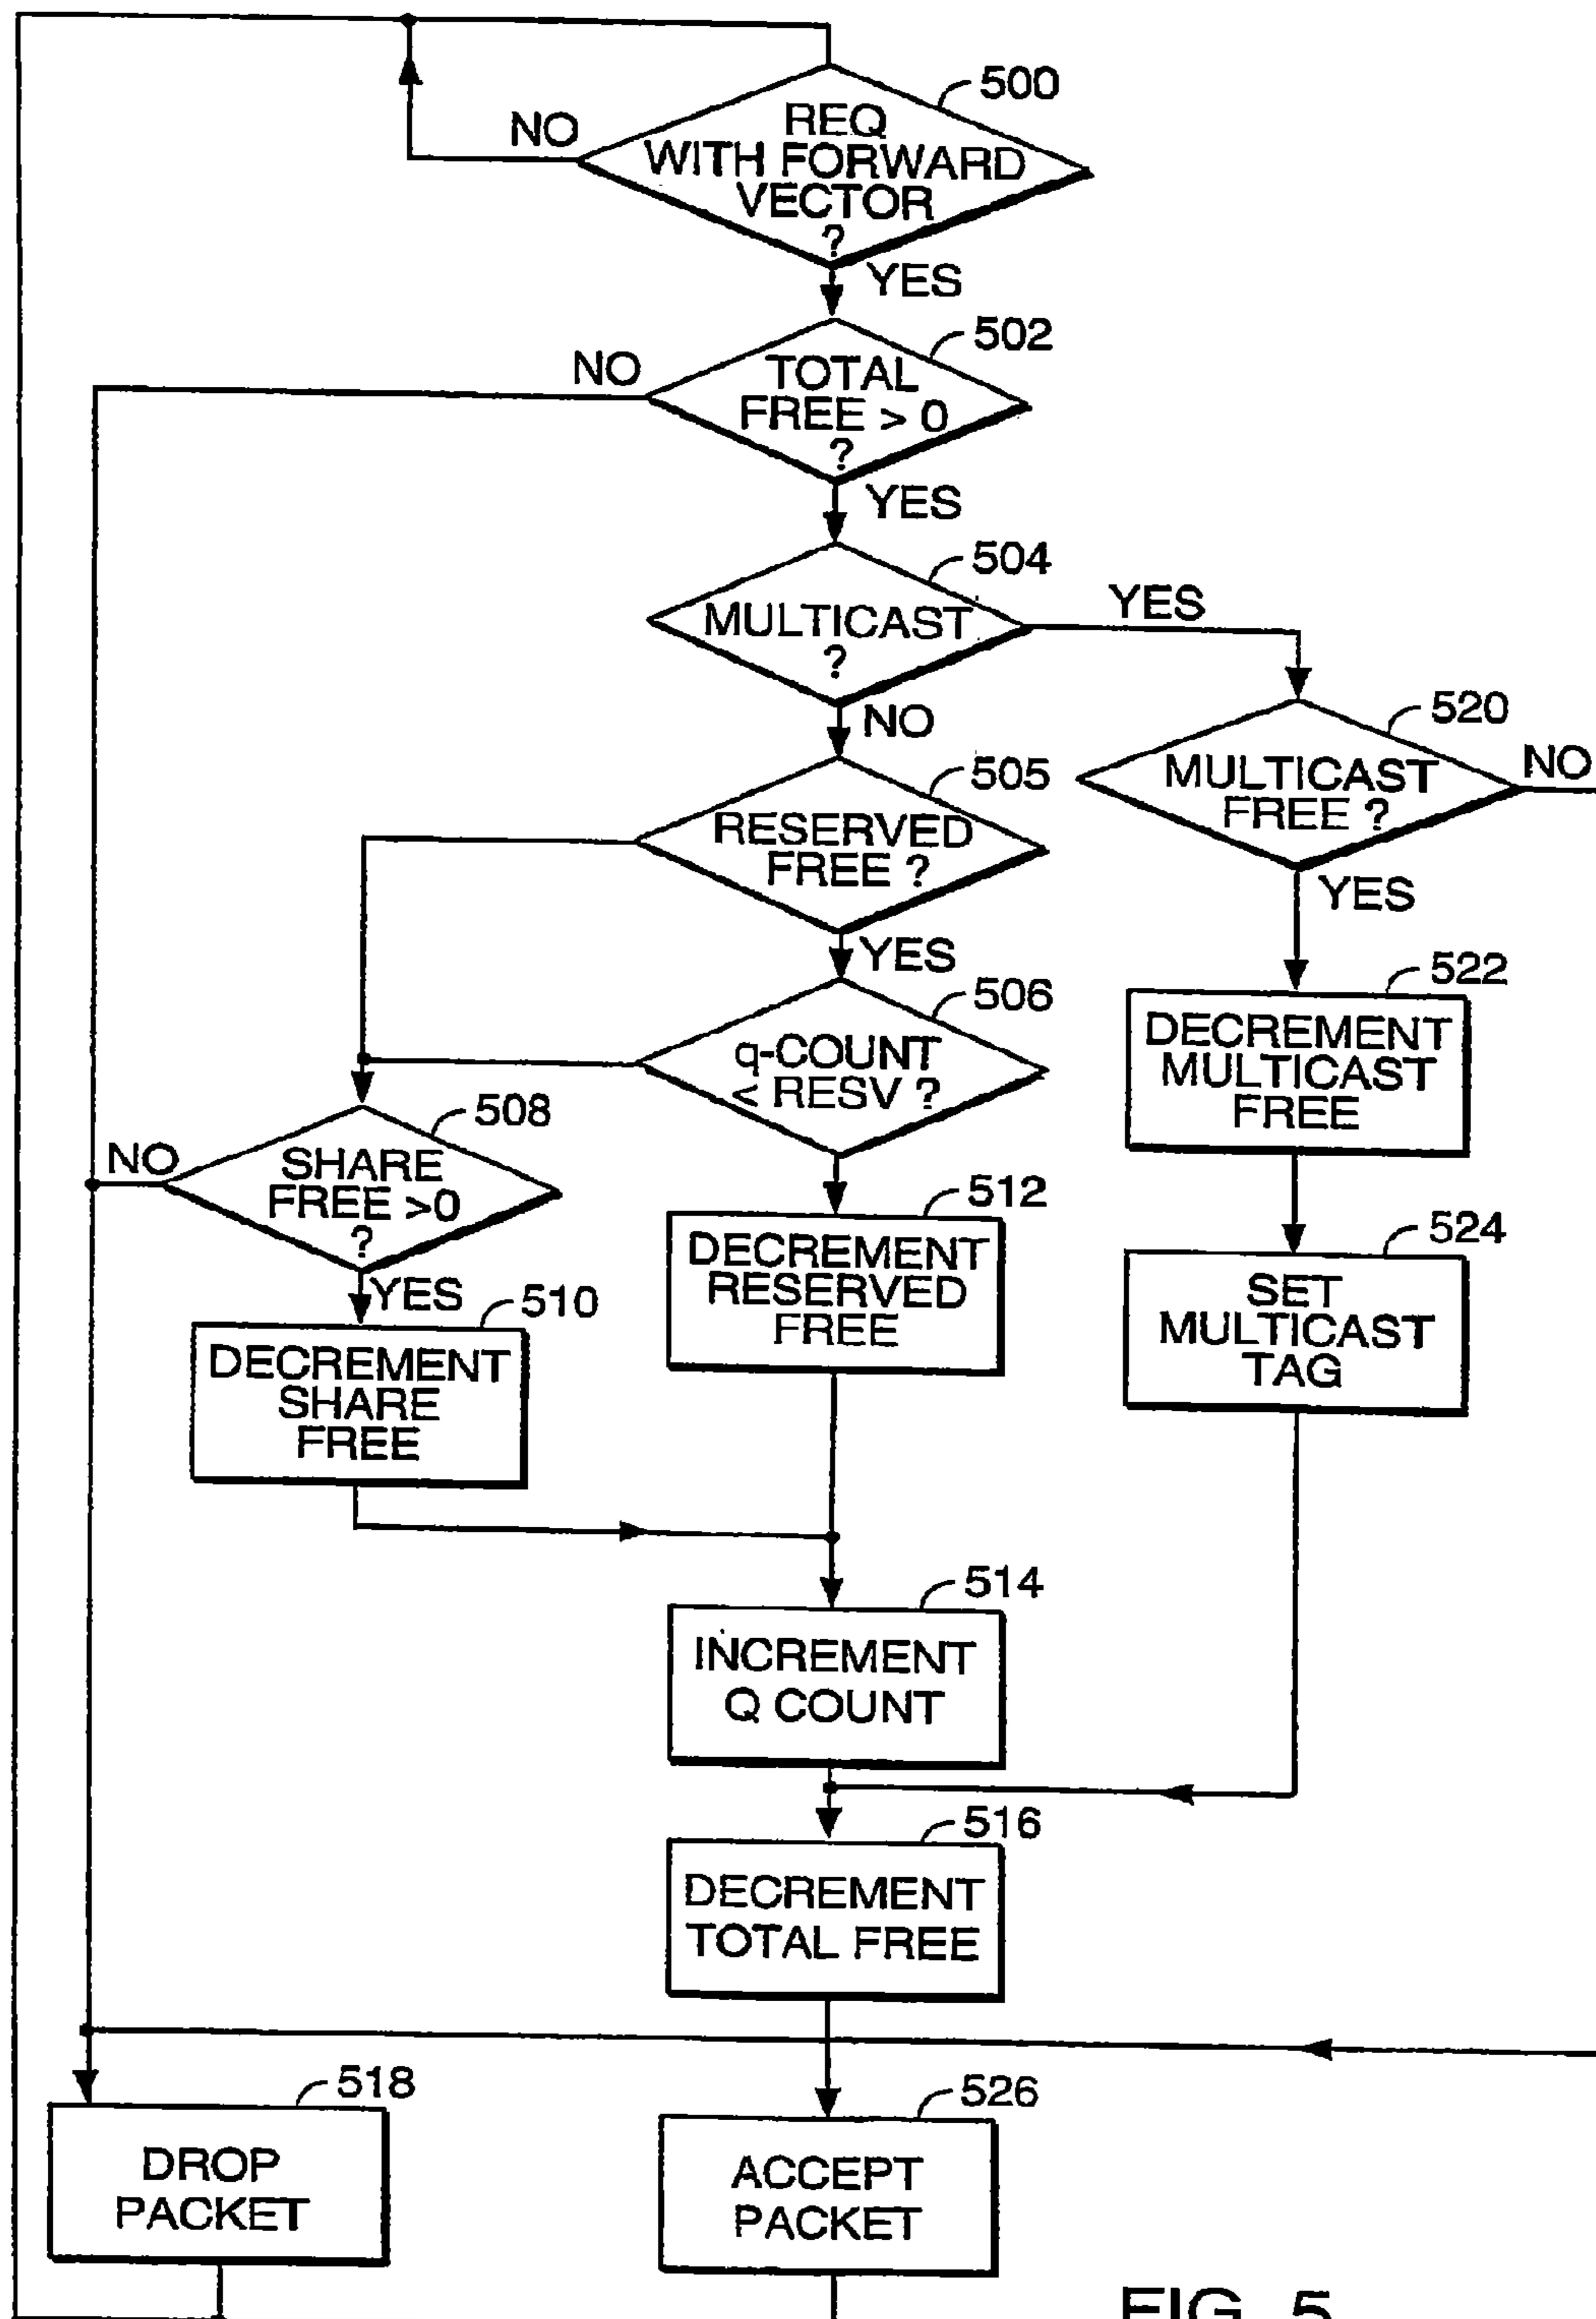 500
REQ
WITH FORWARD
VECTOR
?
NO
YES
502
TOTAL
FREE > 0
?
NO
YES
504
MULTICAST
?
YES
NO
520
MULTICAST
FREE ?
NO
YES
505
RESERVED
FREE ?
YES
506
q-COUNT
< RESV ?
522
DECREMENT
MULTICAST
FREE
508
SHARE
FREE >0
?
NO
YES
512
DECREMENT
RESERVED
FREE
524
SET
MULTICAST
TAG
510
DECREMENT
SHARE
FREE
514
INCREMENT
Q COUNT
516
DECREMENT
TOTAL FREE
518
DROP
PACKET
526
ACCEPT
PACKET
FIG. 5